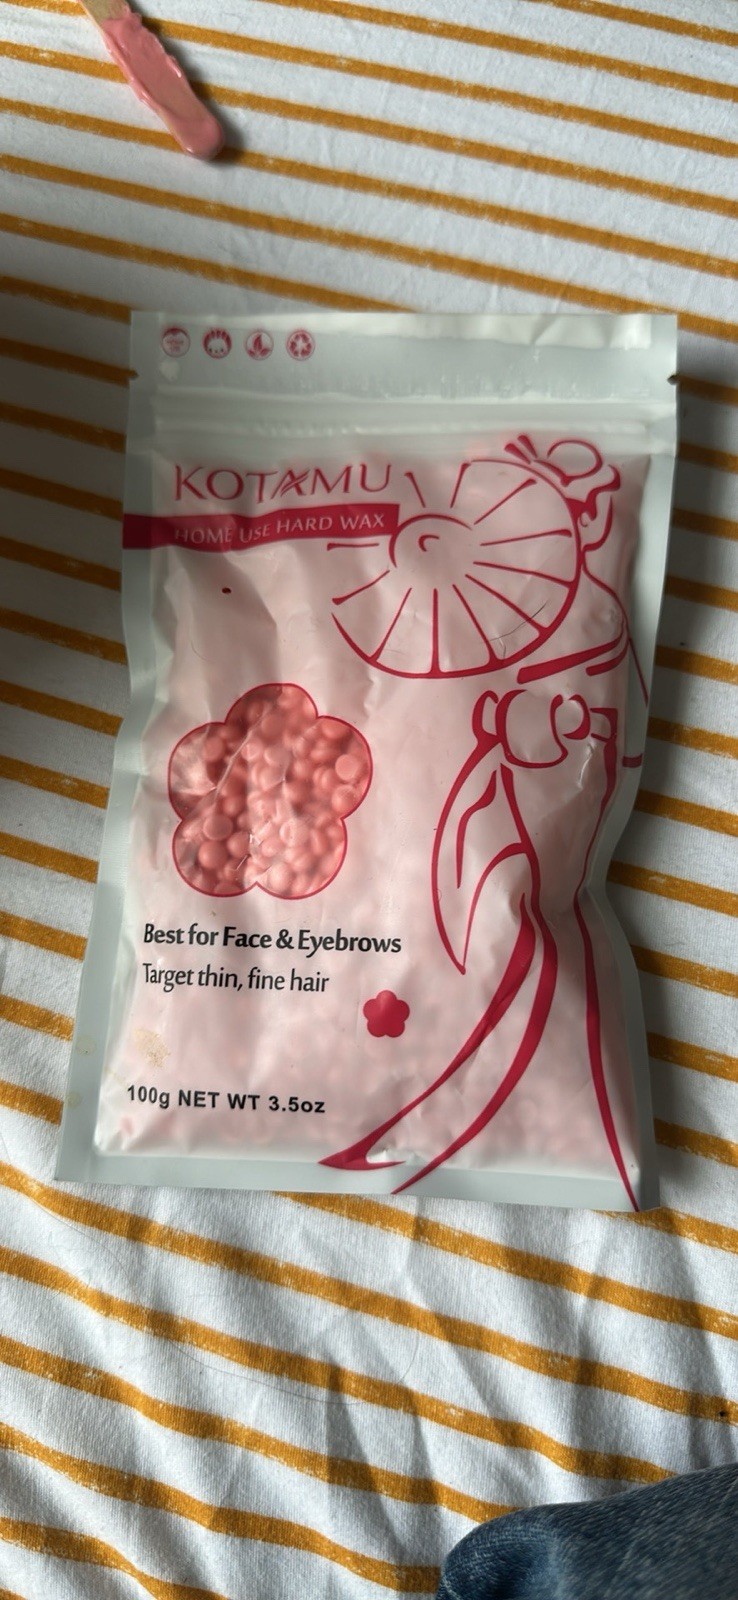 KOTAMU
HOME USE HARD WAX
Best for Face & Eyebrows
Target thin, fine hair
100g NET WT 3.5oz